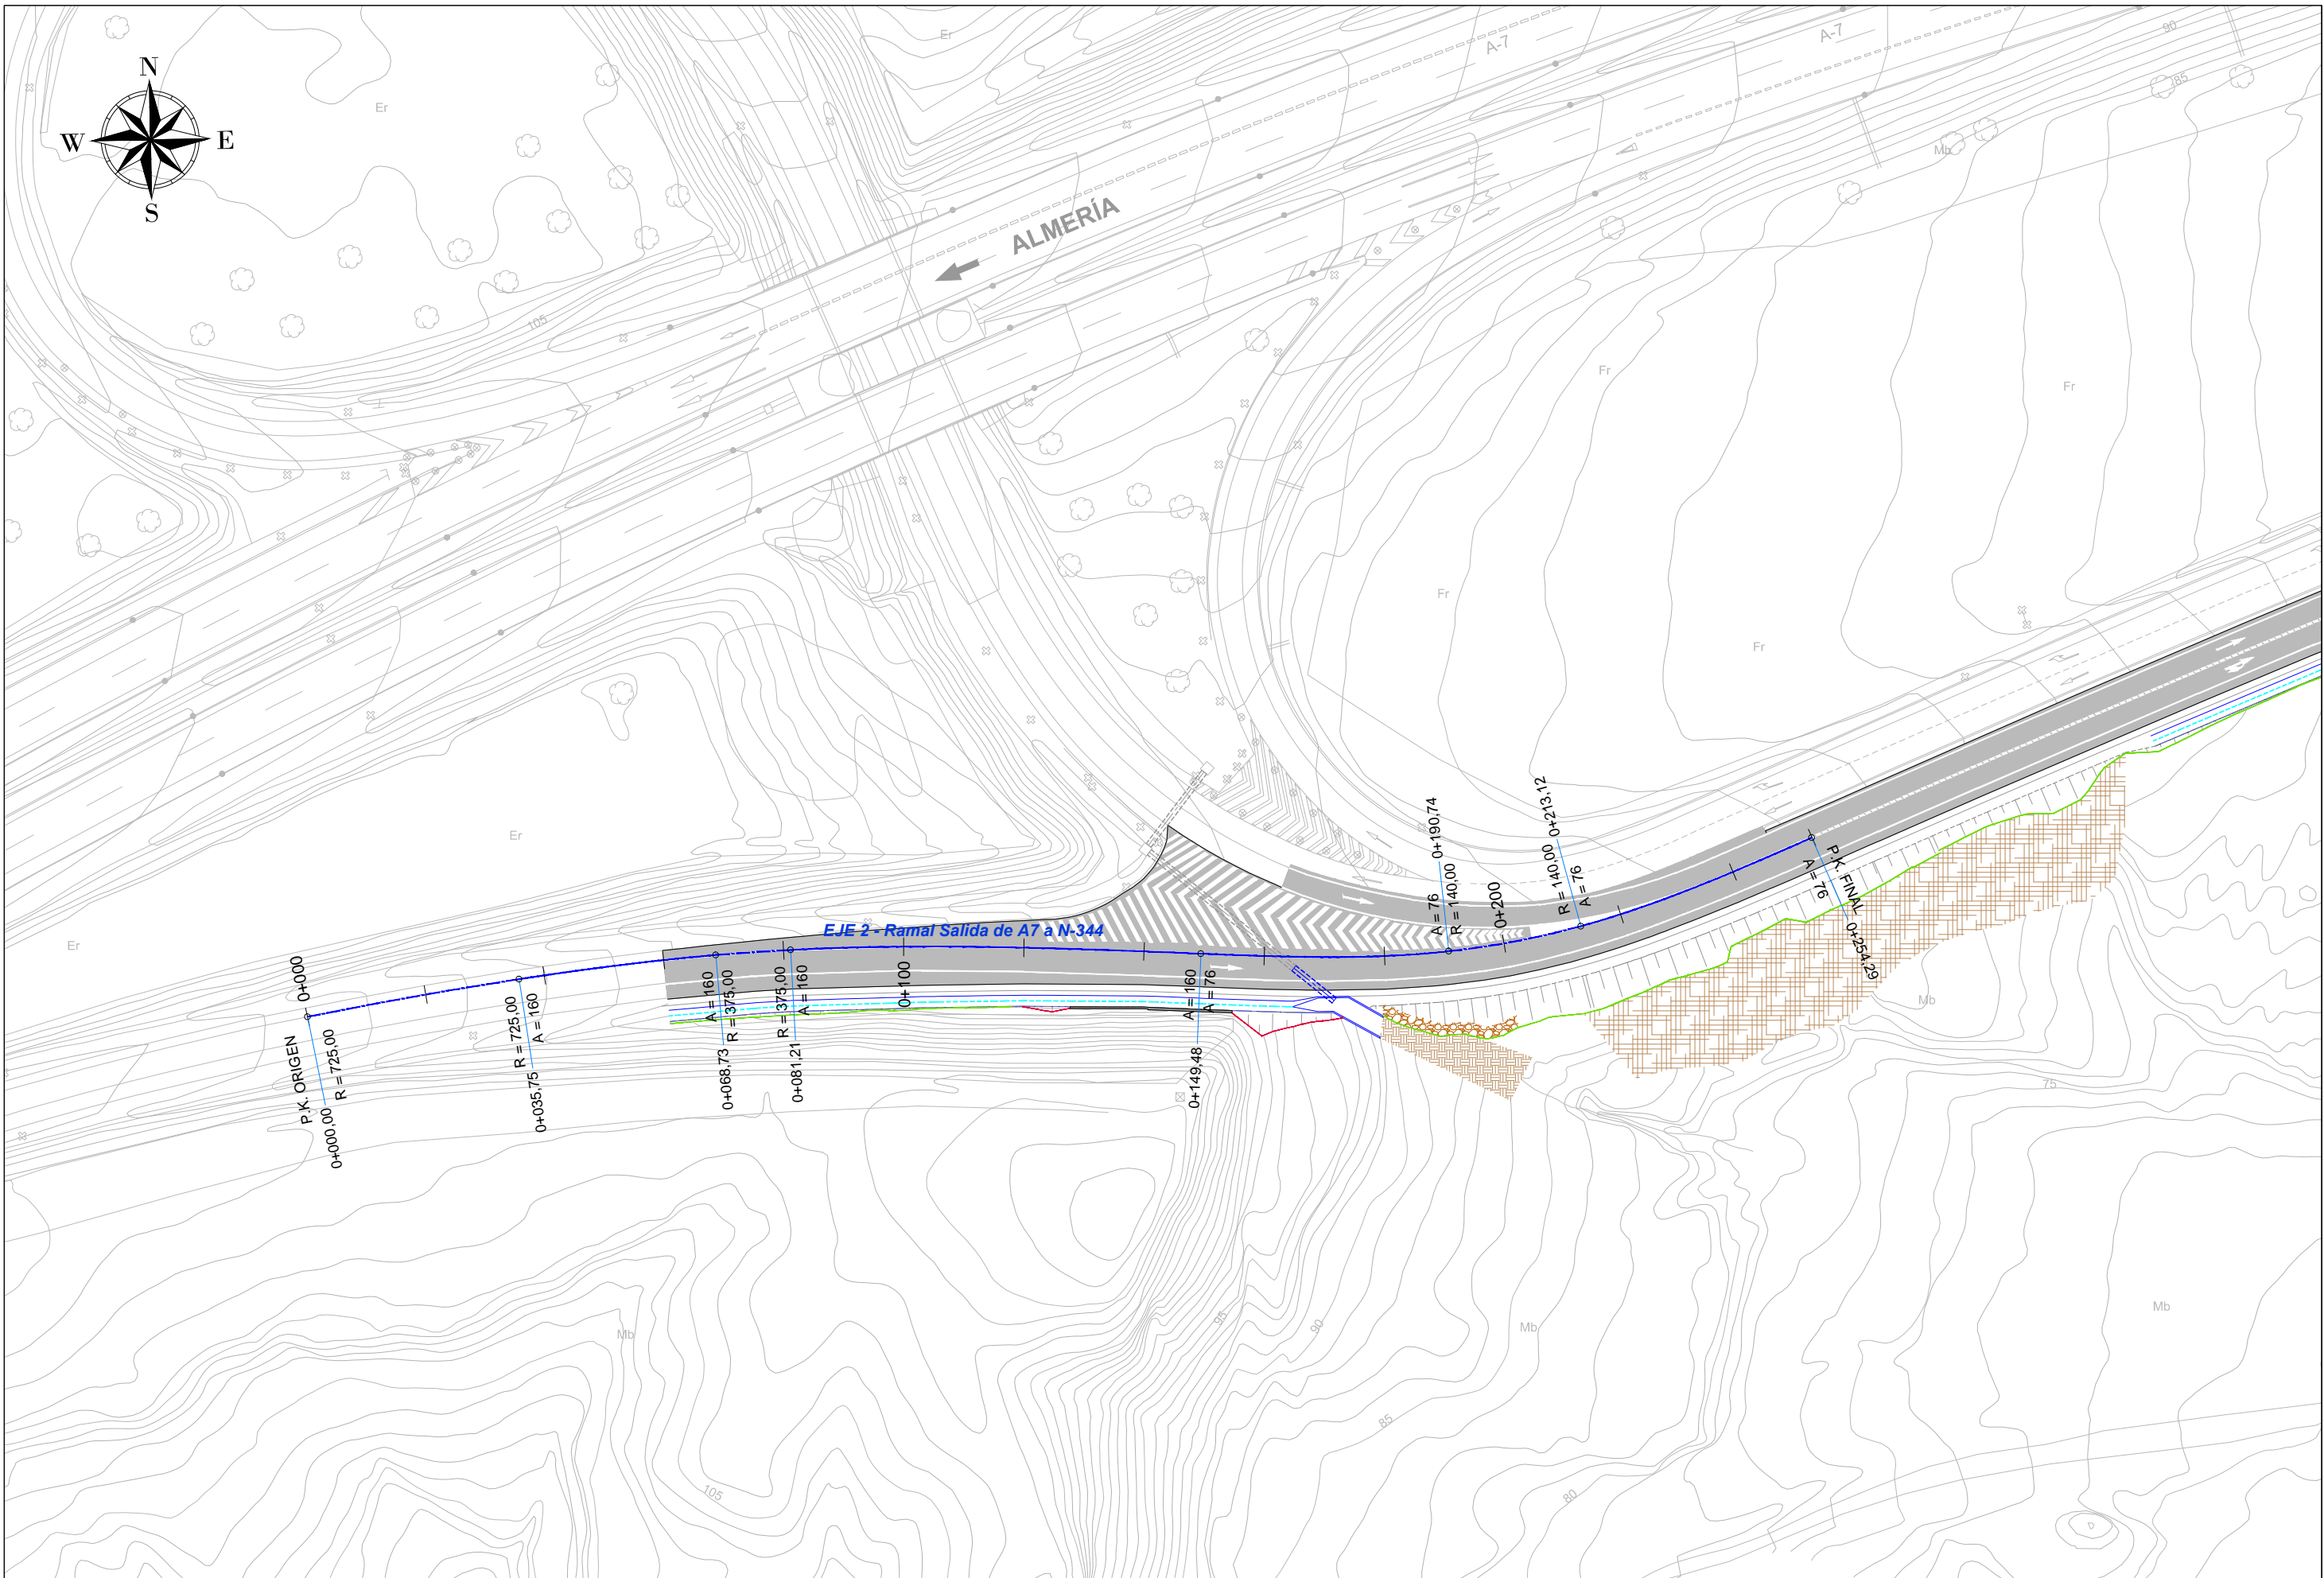 N
W
E
S
Er
Er
A-7
A-7
90
85
Mb
ALMERÍA
105
Fr
Fr
Fr
Fr
Er
Er
EJE 2 - Ramal Salida de A7 a N-344
0+000
P.K. ORIGEN
R = 725,00
0+000,00
R = 725,00
A = 160
0+035,75
A = 160
R = 375,00
0+068,73
R = 375,00
A = 160
0+081,21
0+100
A = 160
A = 76
0+149,48
A = 76
R = 140,00
0+190,74
0+200
R = 140,00
A = 76
0+213,12
P.K. FINAL
A = 76
0+254,29
Mb
75
Mb
Mb
Mb
95
90
85
80
105